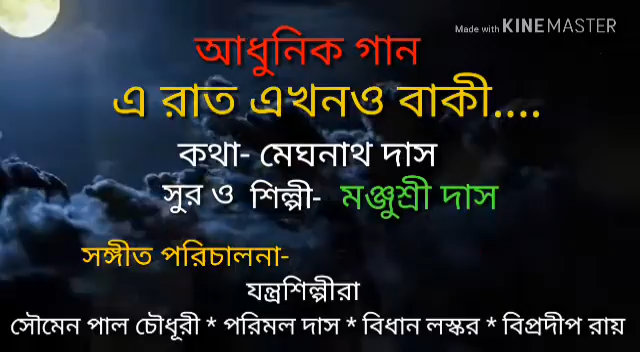 Made with KINEMASTER
আধুনিক গান
এ রাত এখনও বাকী....
কথা- মেঘনাথ দাস
সুর ও শিল্পী- মঞ্জুশ্রী দাস
সঙ্গীত পরিচালনা-
যন্ত্রশিল্পীরা
সৌমেন পাল চৌধূরী * পরিমল দাস * বিধান লস্কর * বিপ্রদীপ রায়